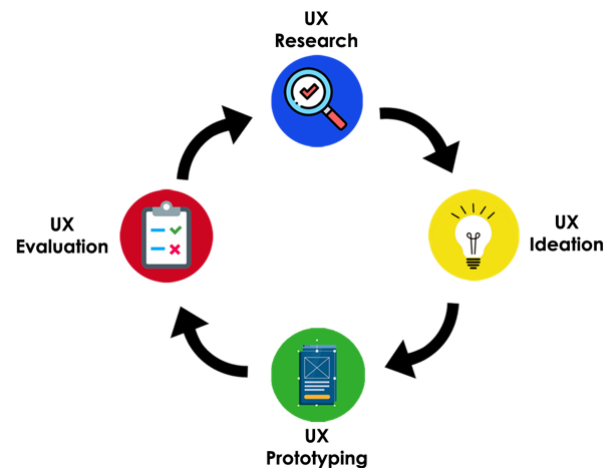 UX
Research
UX
Ideation
UX
Prototyping
UX
Evaluation